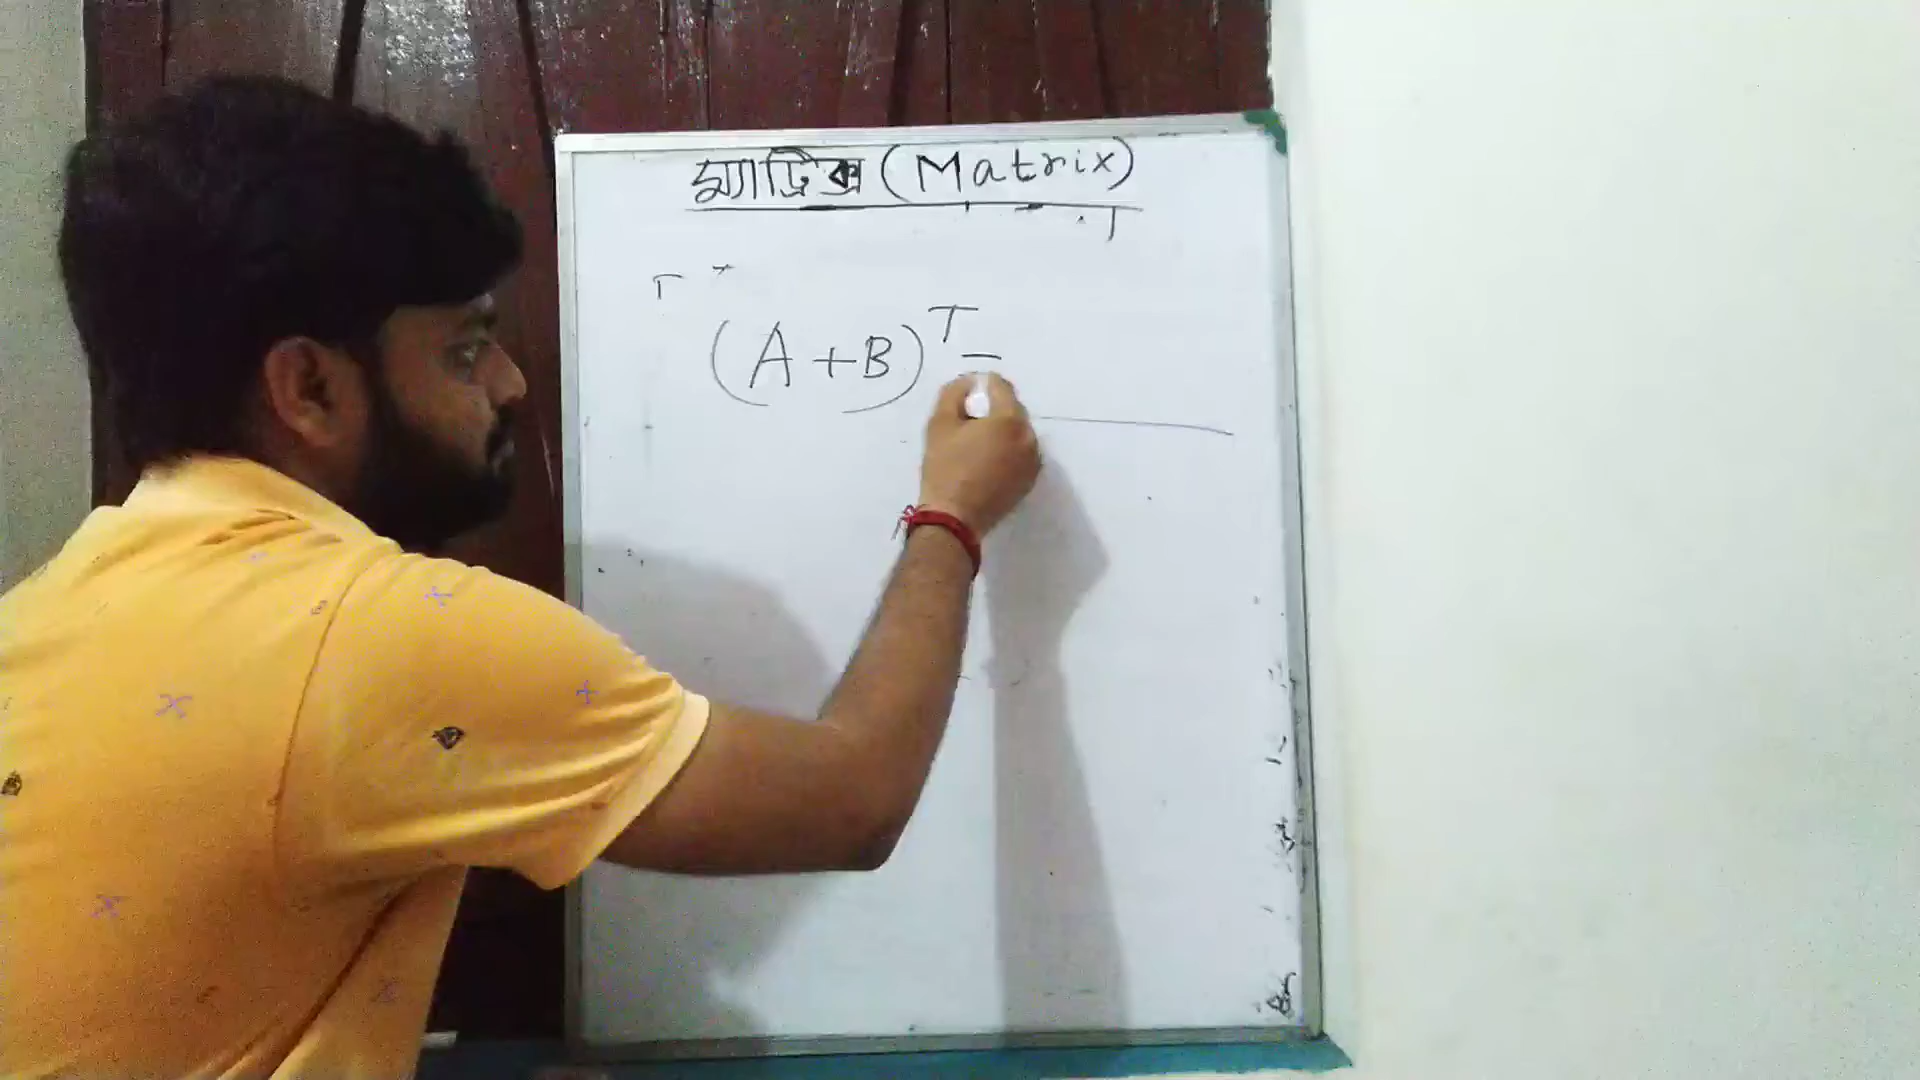 ম্যাট্রিক্স (Matrix)
(A+B)^T =